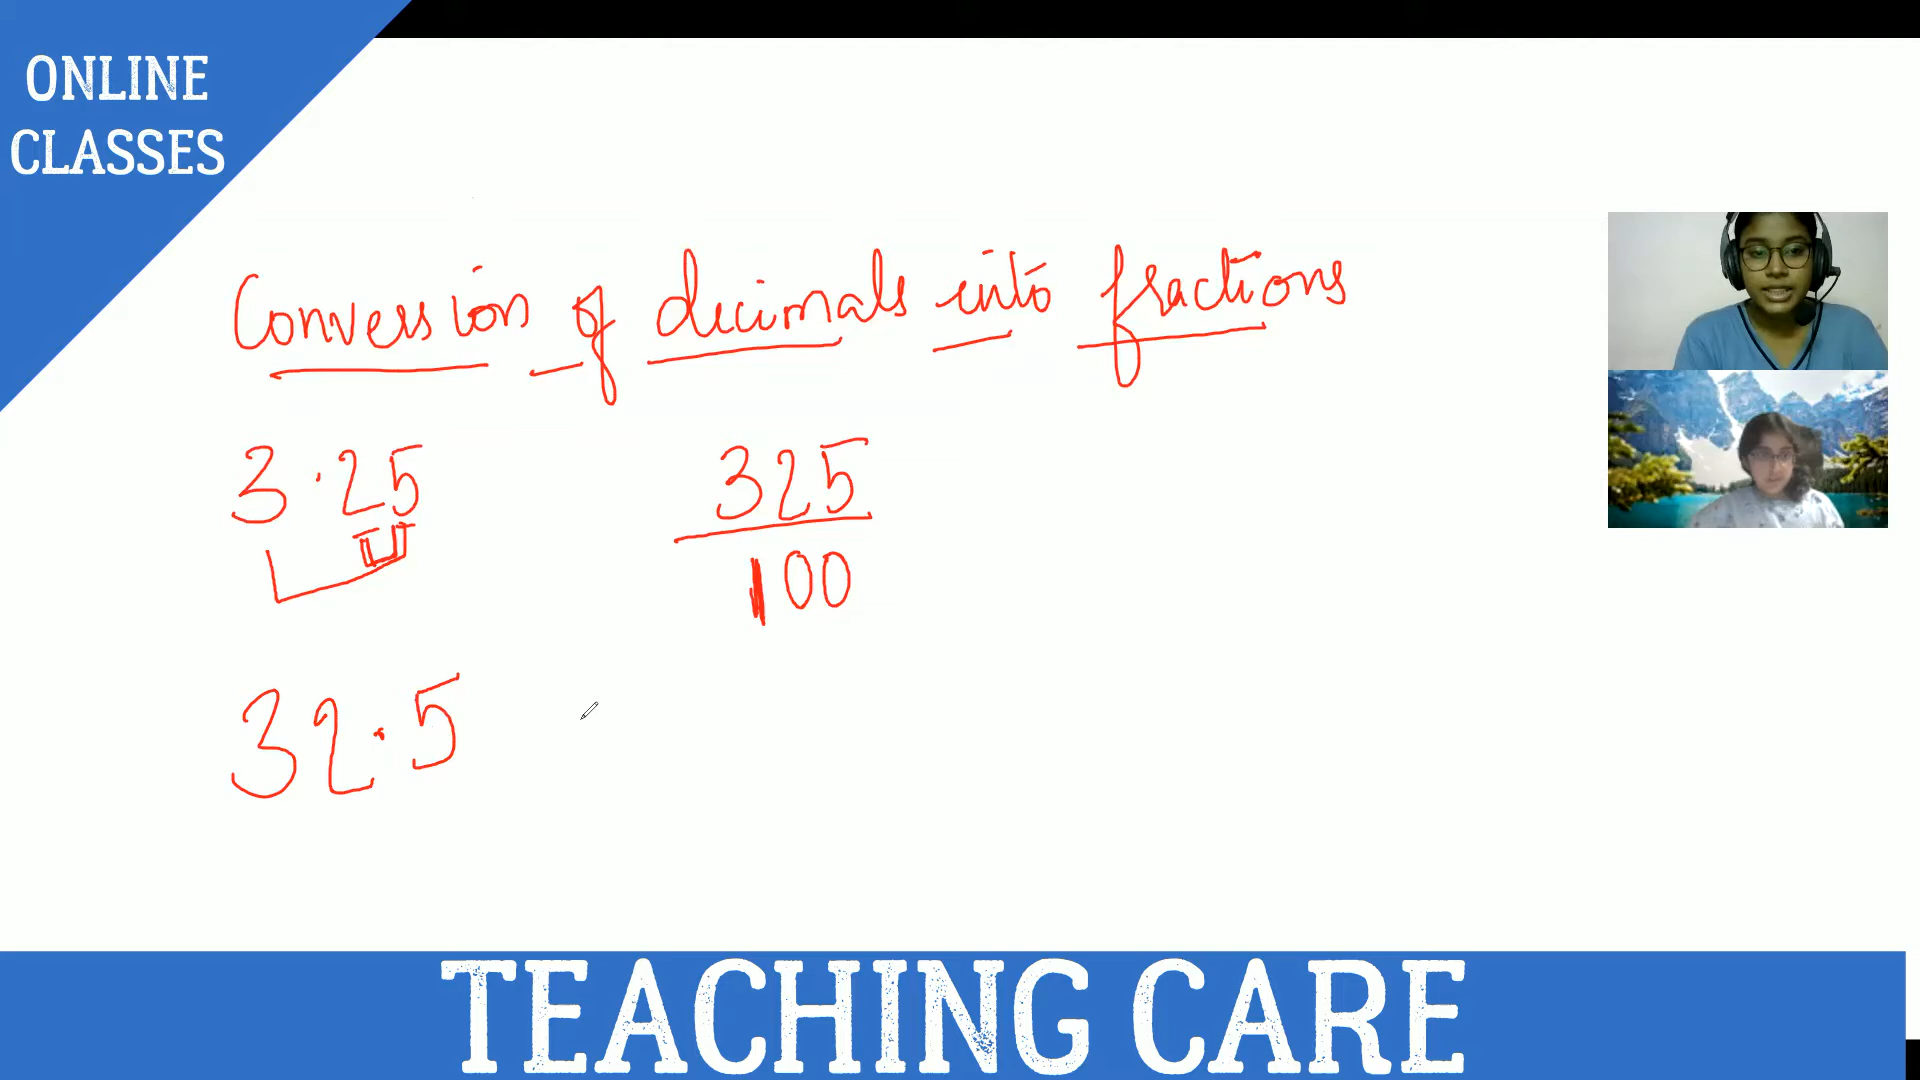 ONLINE
CLASSES
Conversion of decimals into fractions
3.25
325
100
32.5
TEACHING CARE